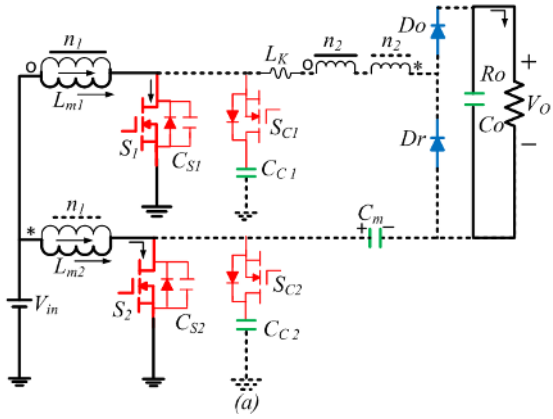 n1 Lm1 o
S1 CS1 SC1 CC1
LK n2 o n2 *
Do Dr
Ro Co + VO −
n1 * Lm2
S2 CS2 SC2 CC2
+ Cm −
Vin
(a)